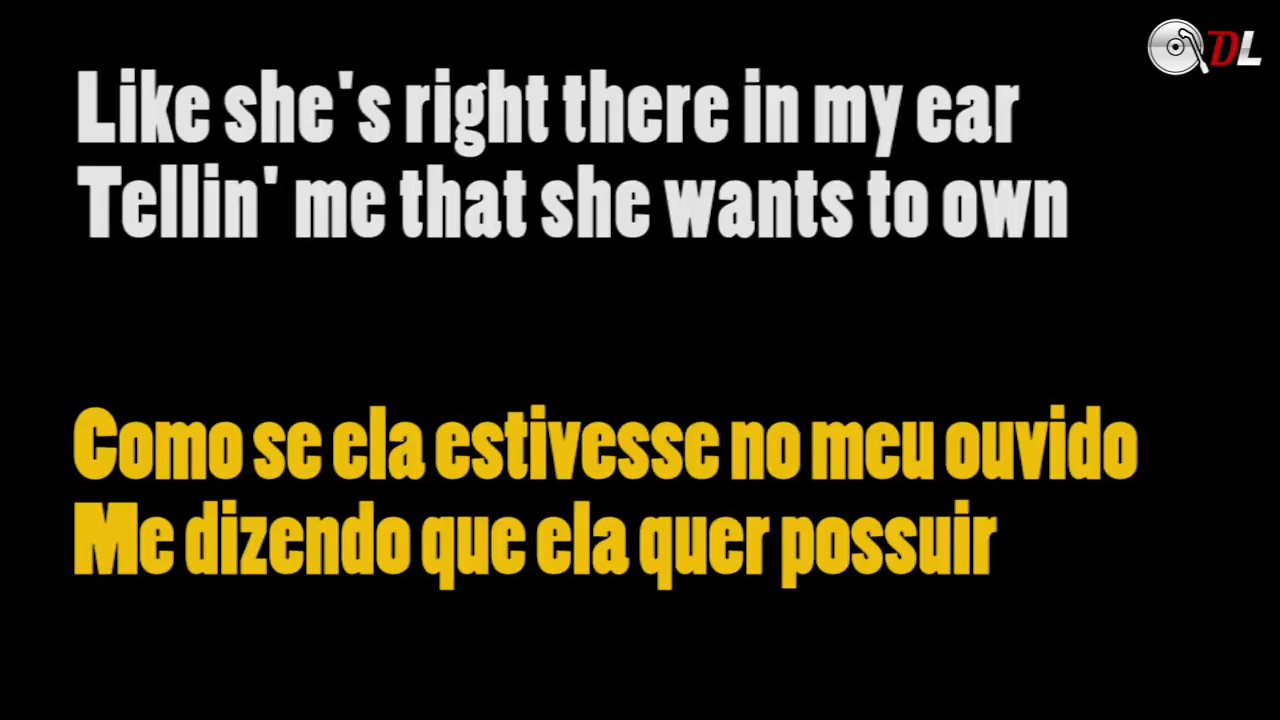 DL
Like she's right there in my ear
Tellin' me that she wants to own
Como se ela estivesse no meu ouvido
Me dizendo que ela quer possuir